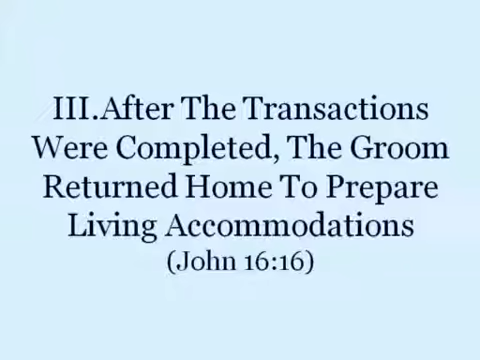 III.After The Transactions
Were Completed, The Groom
Returned Home To Prepare
Living Accommodations
(John 16:16)